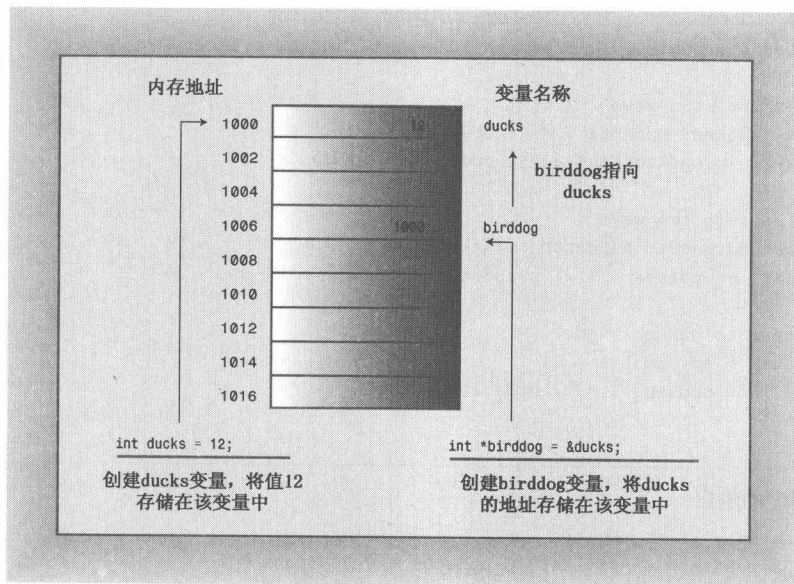 内存地址
变量名称
1000
12
ducks
1002
birddog指向
ducks
1004
1006
1000
birddog
1008
1010
1012
1014
1016
int ducks = 12;
int *birddog = &ducks;
创建ducks变量，将值12
存储在该变量中
创建birddog变量，将ducks
的地址存储在该变量中